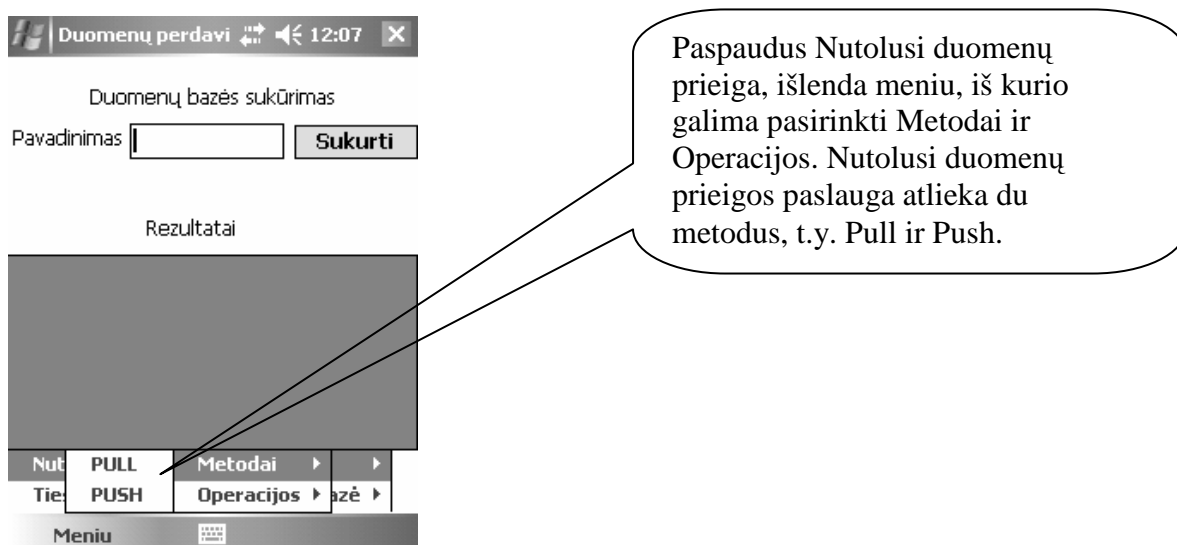 Duomenų perdavi 12:07
Duomenų bazės sukūrimas
Pavadinimas Sukurti
Rezultatai
Nut PULL Metodai
Ties PUSH Operacijos azė
Meniu
Paspaudus Nutolusi duomenų
prieiga, išlenda meniu, iš kurio
galima pasirinkti Metodai ir
Operacijos. Nutolusi duomenų
prieigos paslauga atlieka du
metodus, t.y. Pull ir Push.